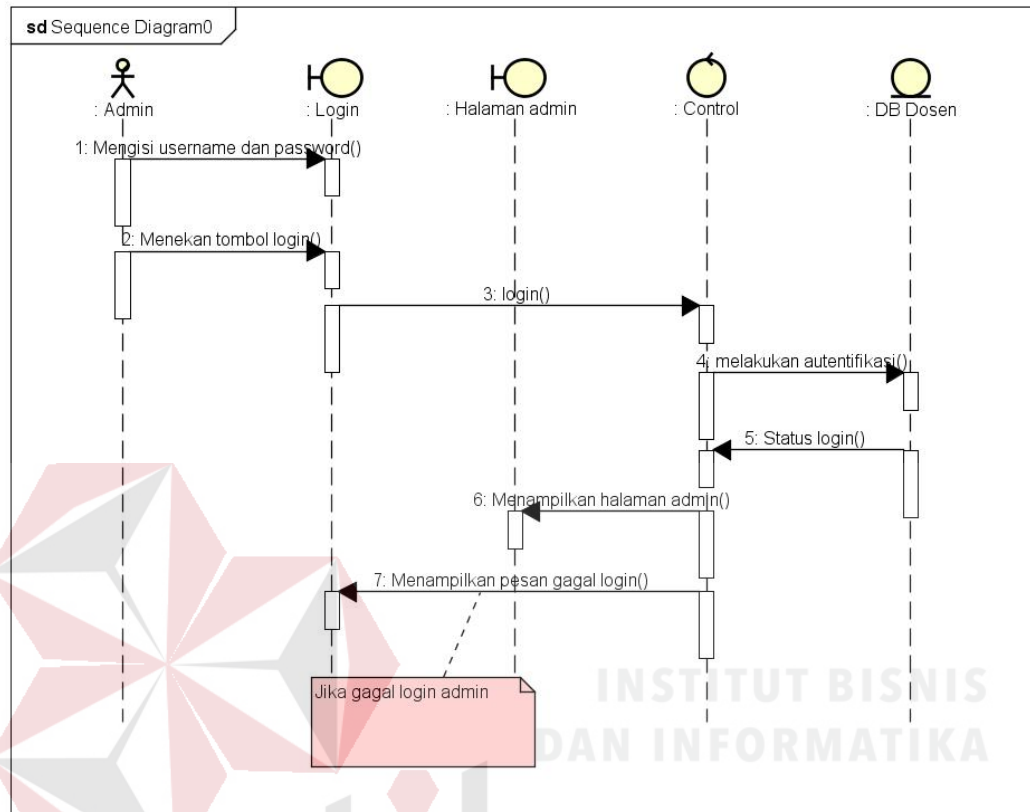 sd Sequence Diagram0
: Admin
: Login
: Halaman admin
: Control
: DB Dosen
1: Mengisi username dan password()
2: Menekan tombol login()
3: login()
4: melakukan autentifikasi()
5: Status login()
6: Menampilkan halaman admin()
7: Menampilkan pesan gagal login()
Jika gagal login admin
INSTITUT BISNIS
DAN INFORMATIKA